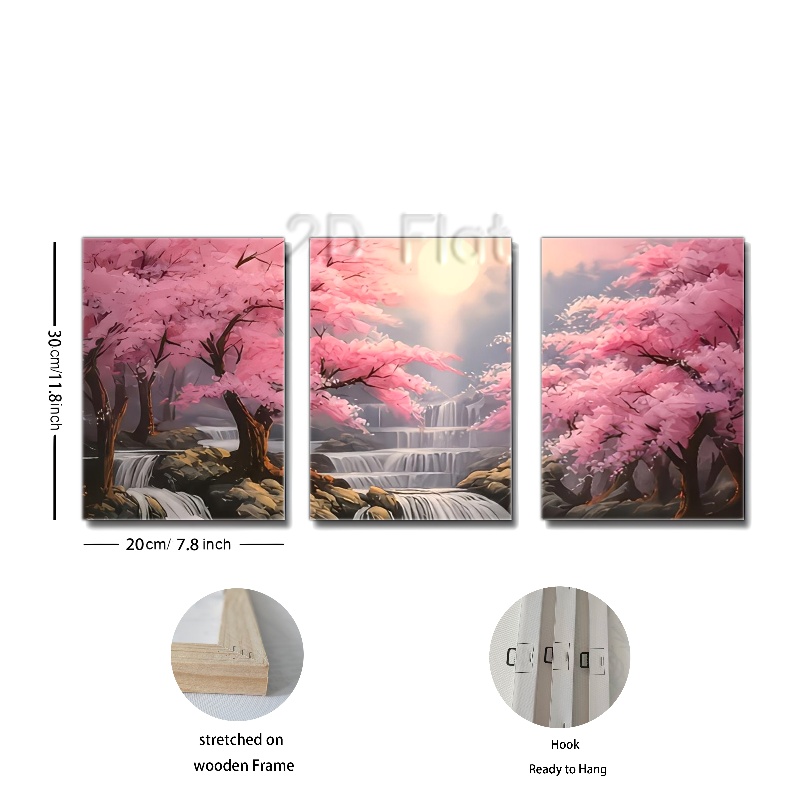 2D Flat
30cm/11.8inch
20cm/ 7.8 inch
stretched on
wooden Frame
Hook
Ready to Hang